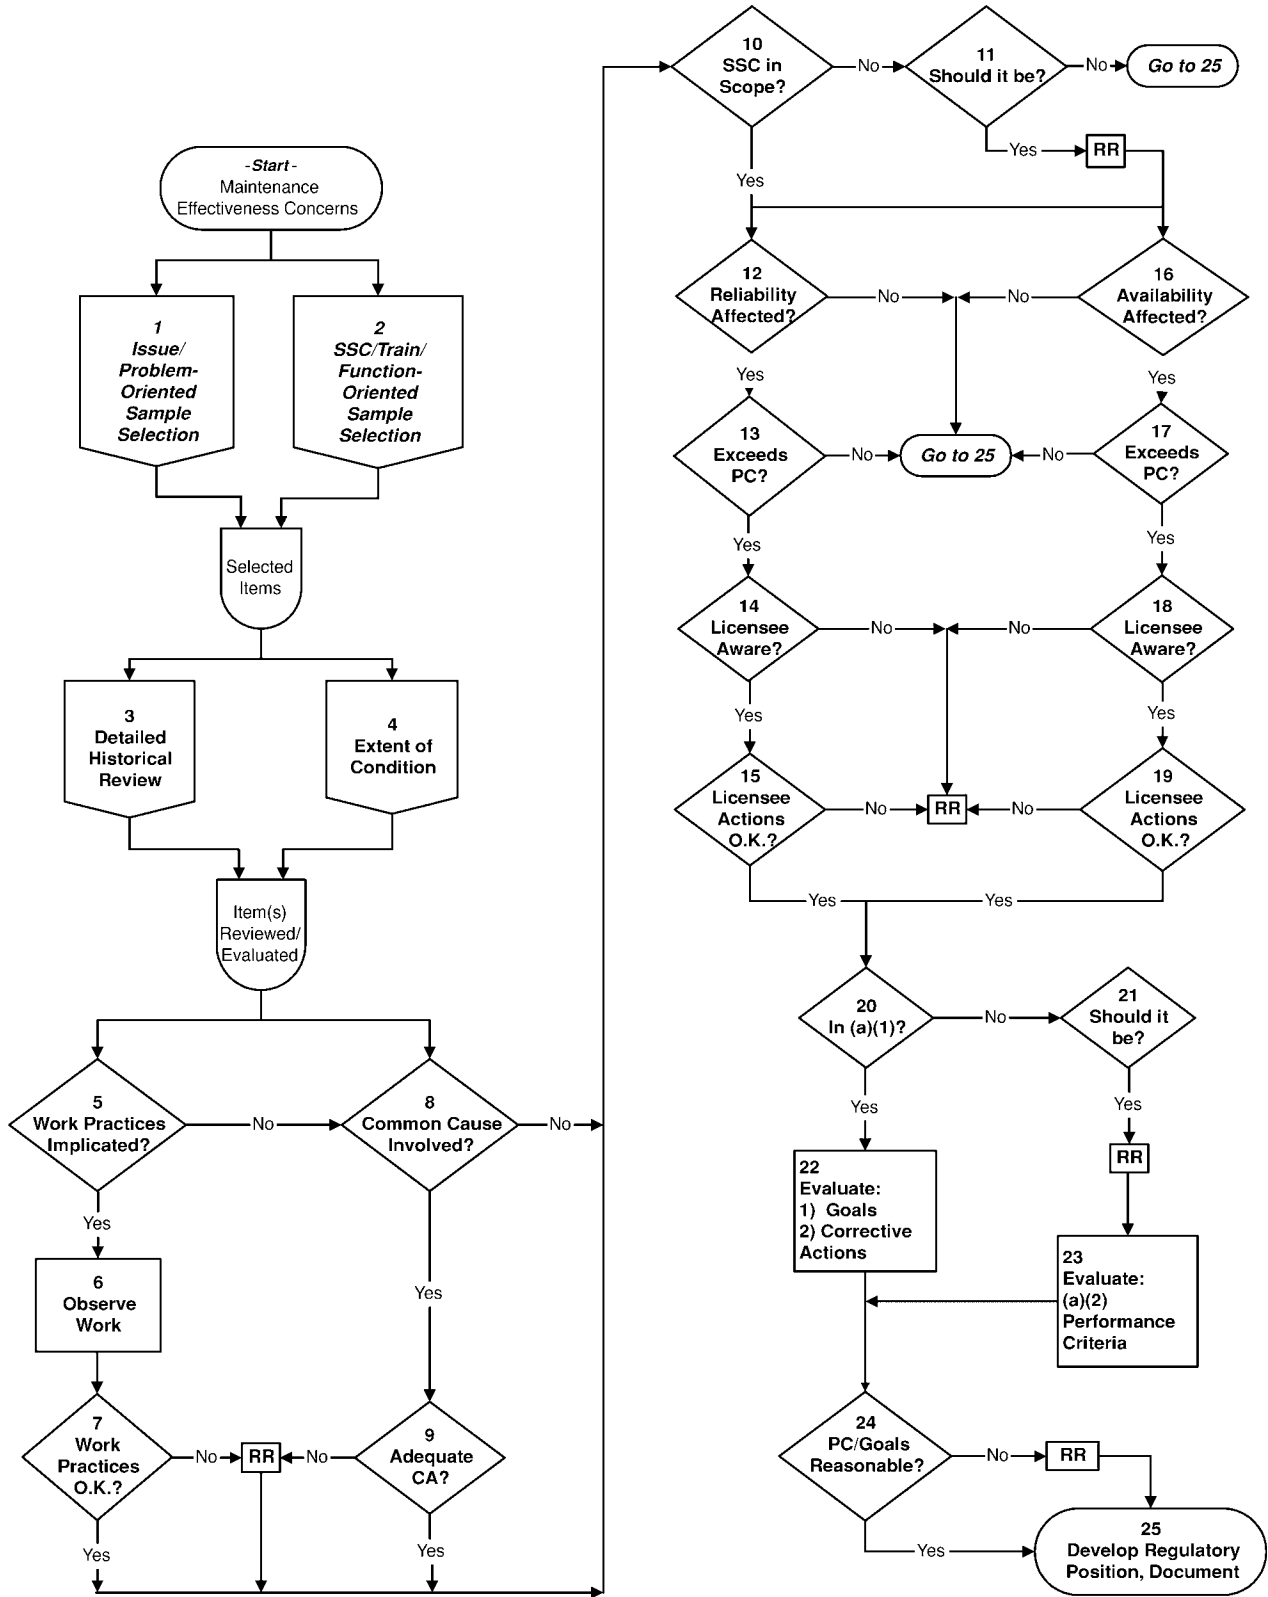 -Start-
Maintenance
Effectiveness Concerns
1
Issue/
Problem-
Oriented
Sample
Selection
2
SSC/Train/
Function-
Oriented
Sample
Selection
Selected
Items
3
Detailed
Historical
Review
4
Extent of
Condition
Item(s)
Reviewed/
Evaluated
5
Work Practices
Implicated?
No
8
Common Cause
Involved?
No
Yes
6
Observe
Work
Yes
7
Work
Practices
O.K.?
No
RR
No
9
Adequate
CA?
Yes
Yes
10
SSC in
Scope?
No
11
Should it be?
No
Go to 25
Yes
RR
Yes
12
Reliability
Affected?
No
No
16
Availability
Affected?
Yes
Yes
13
Exceeds
PC?
No
Go to 25
No
17
Exceeds
PC?
Yes
Yes
14
Licensee
Aware?
No
No
18
Licensee
Aware?
Yes
Yes
15
Licensee
Actions
O.K.?
No
RR
No
19
Licensee
Actions
O.K.?
Yes
Yes
20
In (a)(1)?
No
21
Should it
be?
Yes
Yes
RR
22
Evaluate:
1) Goals
2) Corrective
Actions
23
Evaluate:
(a)(2)
Performance
Criteria
24
PC/Goals
Reasonable?
No
RR
Yes
25
Develop Regulatory
Position, Document